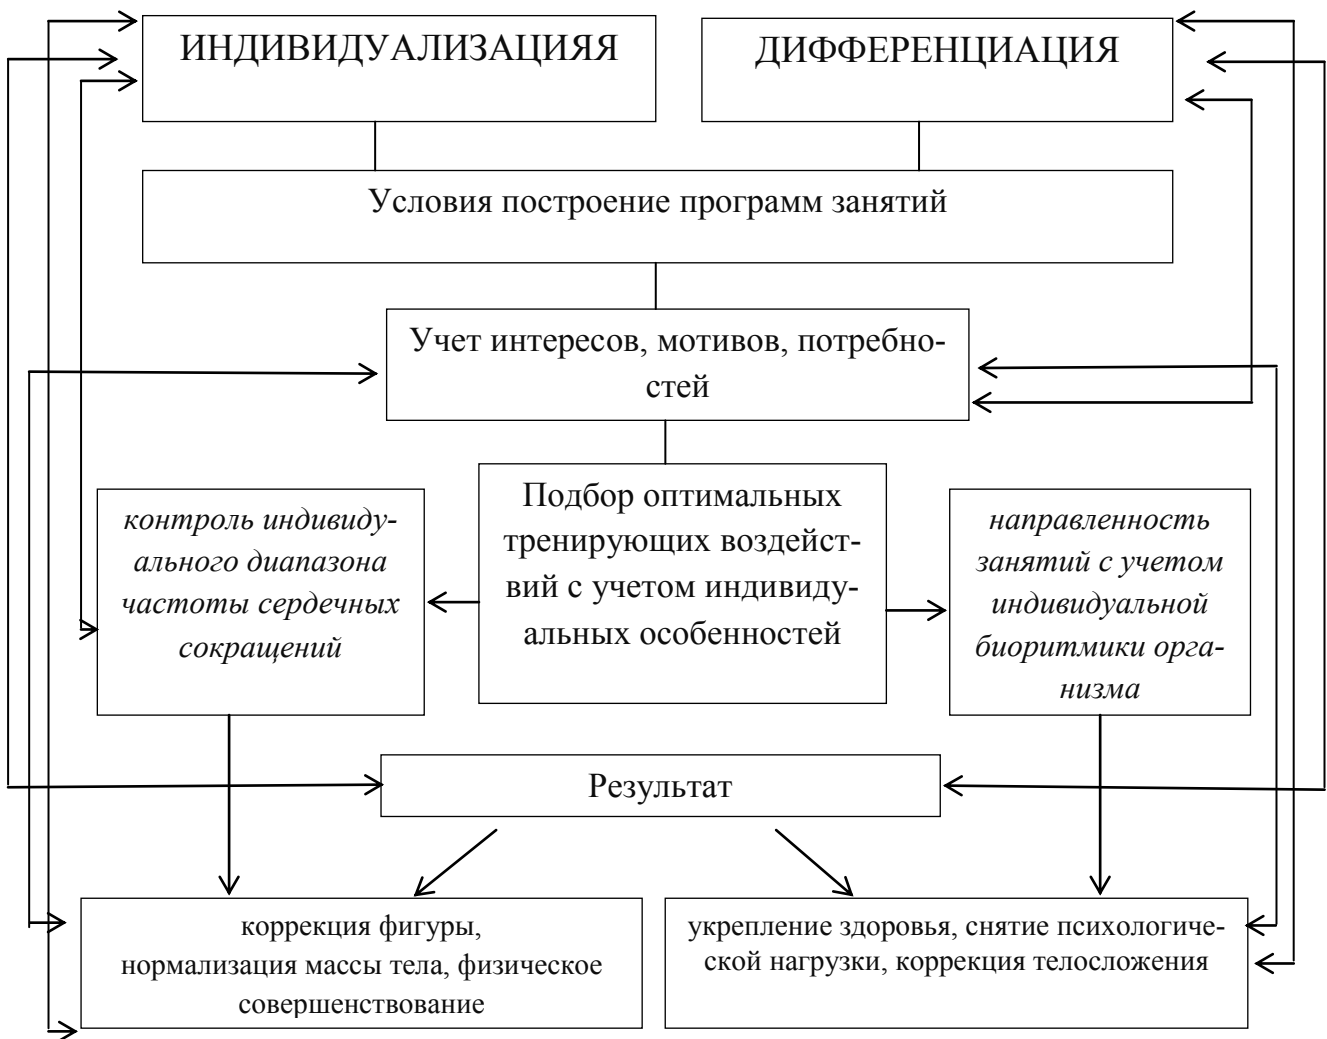 ИНДИВИДУАЛИЗАЦИЯЯ
ДИФФЕРЕНЦИАЦИЯ
Условия построение программ занятий
Учет интересов, мотивов, потребно-
стей
контроль индивиду-
ального диапазона
частоты сердечных
сокращений
Подбор оптимальных
тренирующих воздейст-
вий с учетом индивиду-
альных особенностей
направленность
занятий с учетом
индивидуальной
биоритмики орга-
низма
Результат
коррекция фигуры,
нормализация массы тела, физическое
совершенствование
укрепление здоровья, снятие психологиче-
ской нагрузки, коррекция телосложения